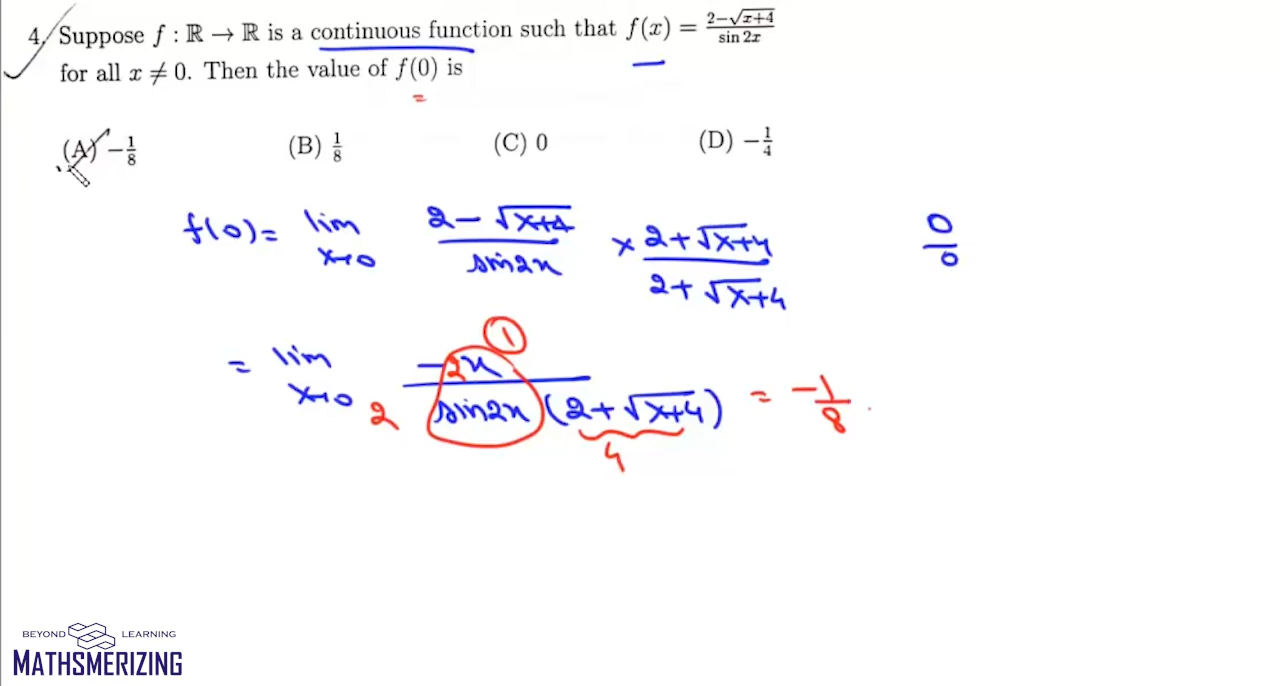 4. Suppose f : ℝ → ℝ is a continuous function such that f(x) = (2−√(x+4))/(sin 2x)
for all x ≠ 0. Then the value of f(0) is
(A) −1/8 (B) 1/8 (C) 0 (D) −1/4
f(0) = lim x→0 (2 − √(x+4))/(sin2x) × (2 + √(x+4))/(2 + √(x+4)) 0/0
1
= lim x→0 (−2x)/(2 sin2x (2 + √(x+4))) = −1/8
4
BEYOND LEARNING
MATHSMERIZING